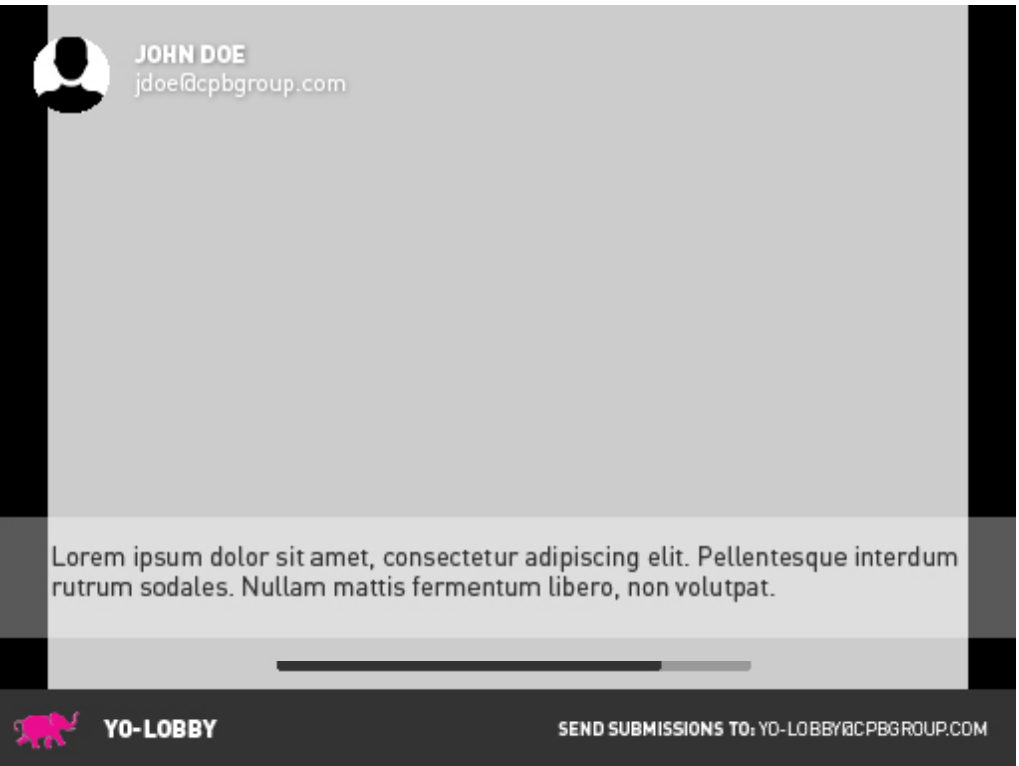 JOHN DOE
jdoe@cpbgroup.com
Lorem ipsum dolor sit amet, consectetur adipiscing elit. Pellentesque interdum
rutrum sodales. Nullam mattis fermentum libero, non volutpat.
YO-LOBBY
SEND SUBMISSIONS TO: YO-LOBBY@CPBGROUP.COM